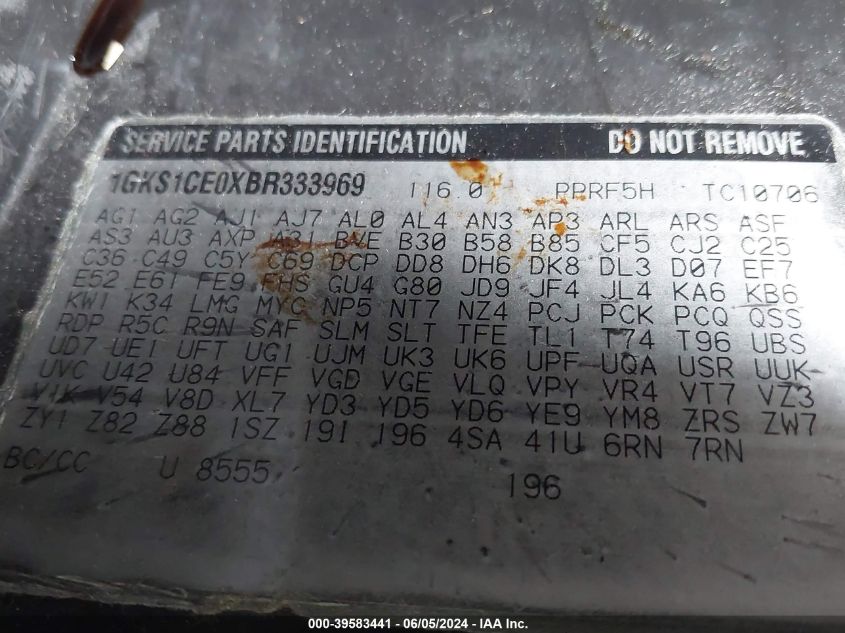 SERVICE PARTS IDENTIFICATION DO NOT REMOVE
1GKS1CE0XBR333969 116.0 PPRF5H TC10706
AG1 AG2 AJ1 AJ7 AL0 AL4 AN3 AP3 ARL ARS ASF
AS3 AU3 AXP A31 BVE B30 B58 B85 CF5 CJ2 C25
C36 C49 C5Y C69 DCP DD8 DH6 DK8 DL3 D07 EF7
E52 E61 FE9 FHS GU4 G80 JD9 JF4 JL4 KA6 KB6
KW1 K34 LMG MYC NP5 NT7 NZ4 PCJ PCK PCQ QSS
RDP R5C R9N SAF SLM SLT TFE TL1 T74 T96 UBS
UD7 UE1 UFT UG1 UJM UK3 UK6 UPF UQA USR UUK
UVC U42 U84 VFF VGD VGE VLQ VPY VR4 VT7 VZ3
V1K V54 V8D XL7 YD3 YD5 YD6 YE9 YM8 ZRS ZW7
ZY1 Z82 Z88 1SZ 19I 196 4SA 41U 6RN 7RN
BC/CC U 8555 196
000-39583441 - 06/05/2024 - IAA Inc.